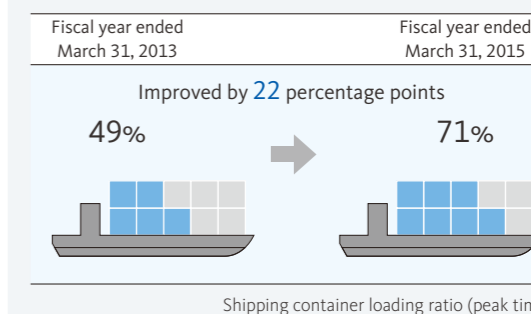 Fiscal year ended
March 31, 2013
Fiscal year ended
March 31, 2015
Improved by 22 percentage points
49%
71%
Shipping container loading ratio (peak